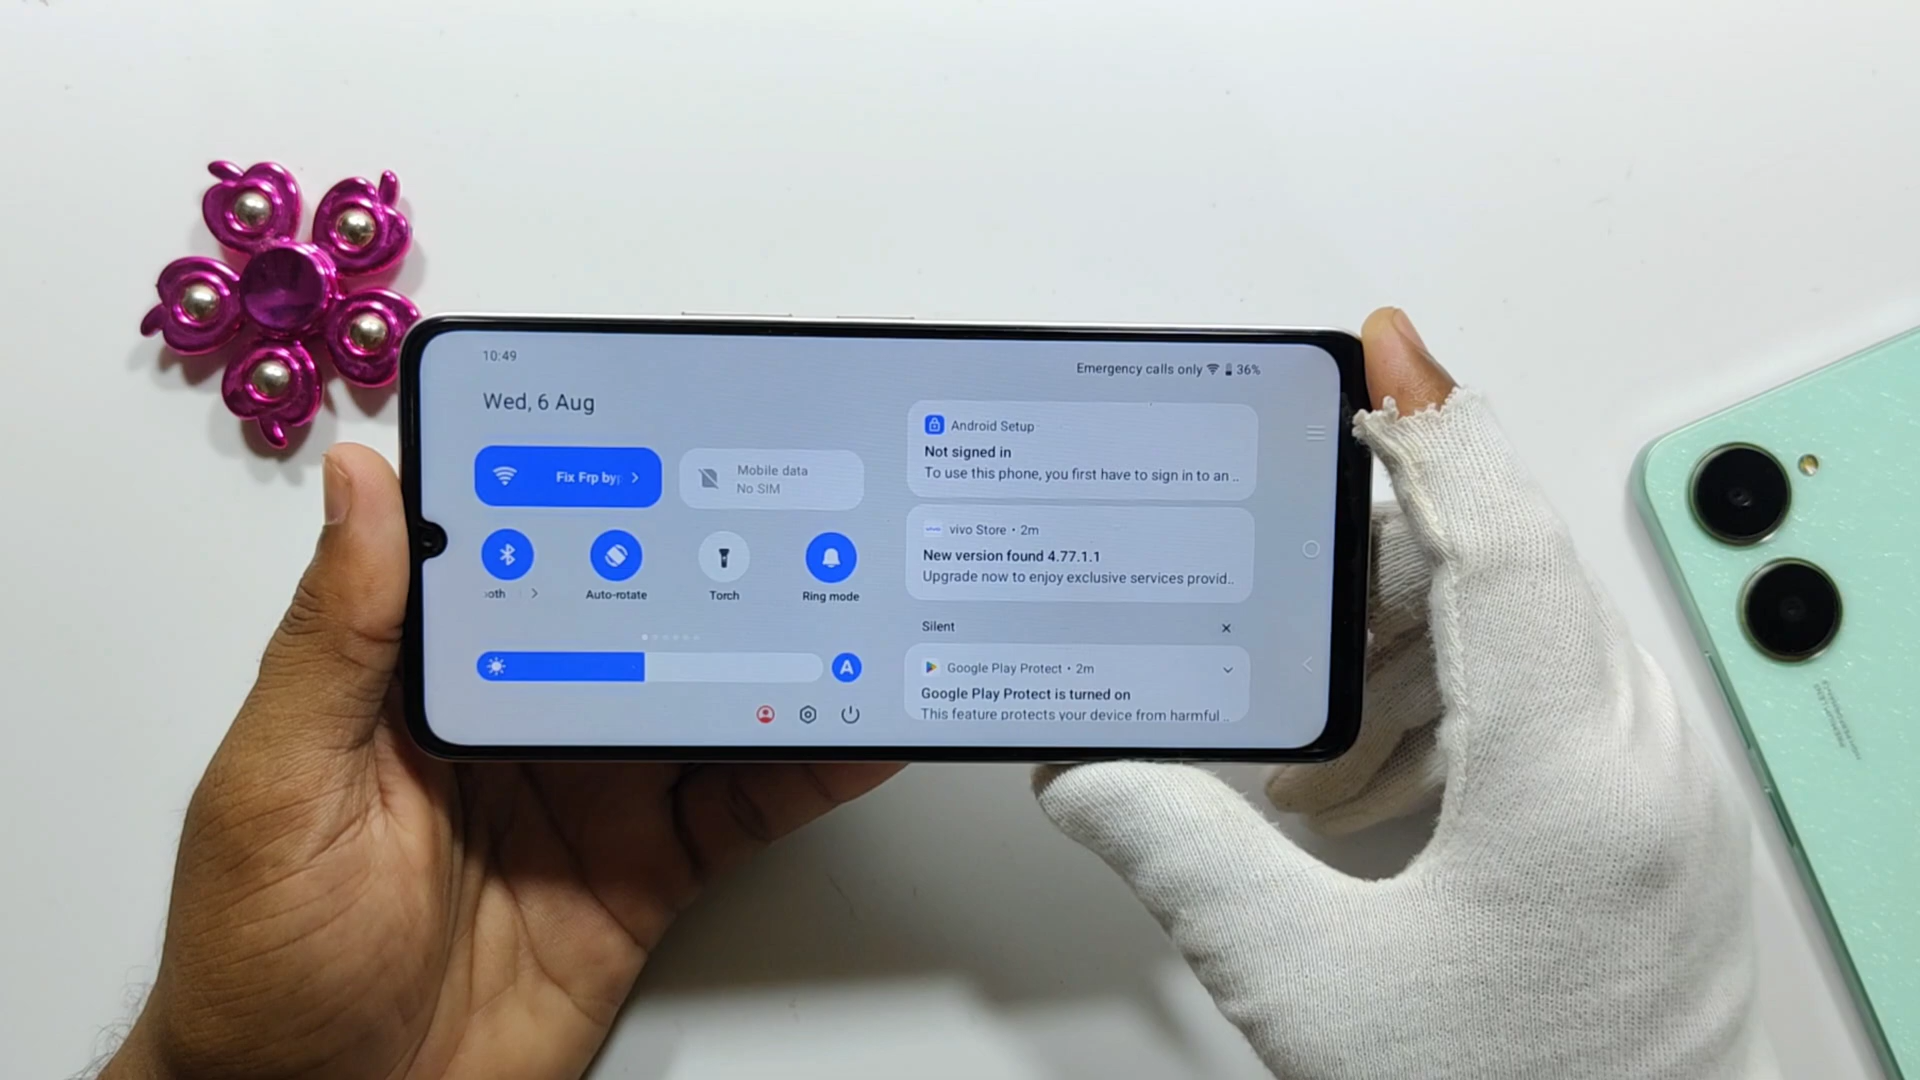 10:49
Emergency calls only 36%
Wed, 6 Aug
Fix Frp by
Mobile data
No SIM
oth
Auto-rotate
Torch
Ring mode
A
Android Setup
Not signed in
To use this phone, you first have to sign in to an ..
vivo Store • 2m
New version found 4.77.1.1
Upgrade now to enjoy exclusive services provid..
Silent
Google Play Protect • 2m
Google Play Protect is turned on
This feature protects your device from harmful ..